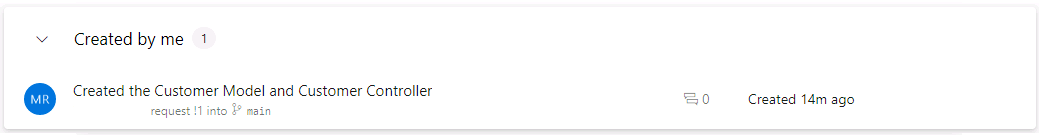 Created by me 1
MR Created the Customer Model and Customer Controller 0 Created 14m ago
request !1 into main